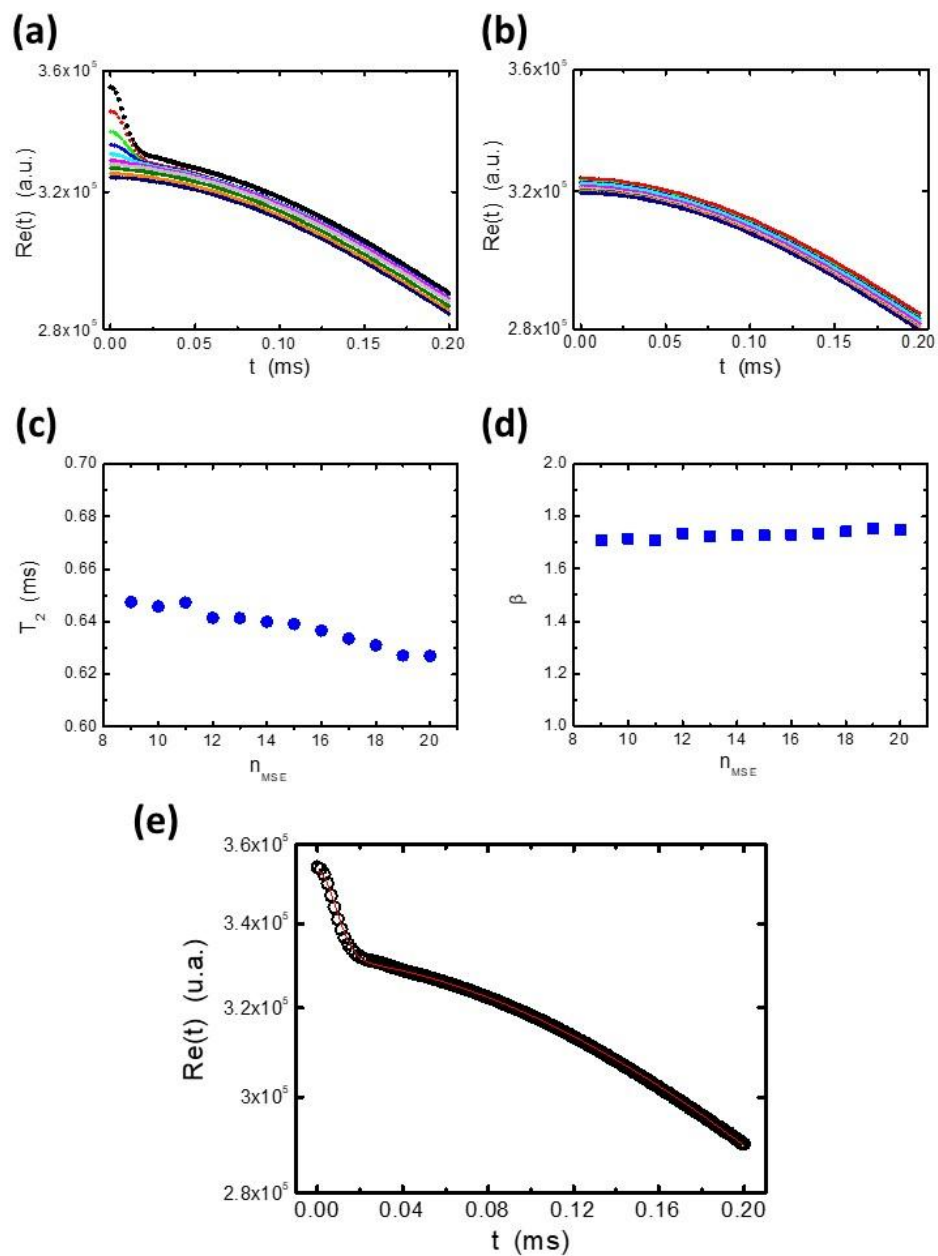 (a)
(b)
3.6x10⁵
3.2x10⁵
2.8x10⁵
Re(t) (a.u.)
0.00 0.05 0.10 0.15 0.20
t (ms)
3.6x10⁵
3.2x10⁵
2.8x10⁵
Re(t) (a.u.)
0.00 0.05 0.10 0.15 0.20
t (ms)
(c)
(d)
0.70
0.68
0.66
0.64
0.62
0.60
T₂ (ms)
8 10 12 14 16 18 20
n_MSE
2.0
1.8
1.6
1.4
1.2
1.0
β
8 10 12 14 16 18 20
n_MSE
(e)
3.6x10⁵
3.4x10⁵
3.2x10⁵
3x10⁵
2.8x10⁵
Re(t) (u.a.)
0.00 0.04 0.08 0.12 0.16 0.20
t (ms)